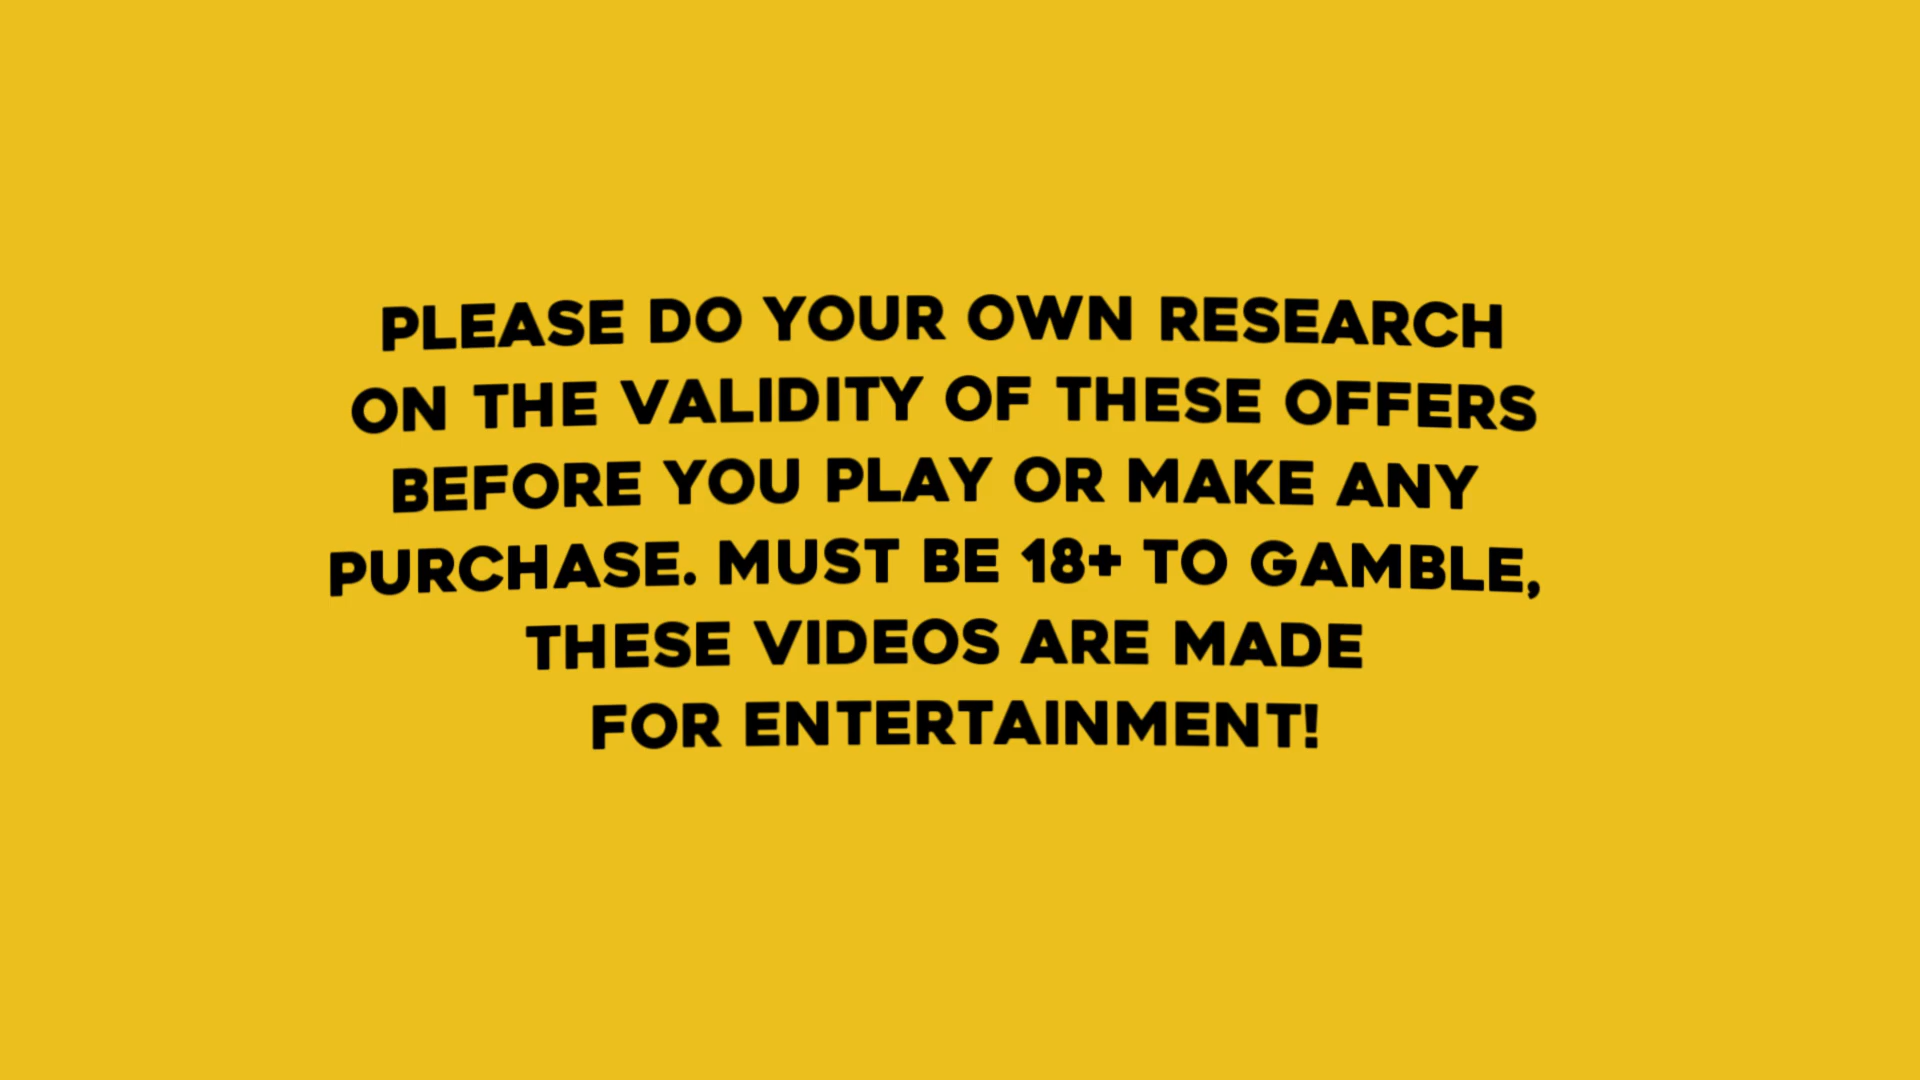 PLEASE DO YOUR OWN RESEARCH
ON THE VALIDITY OF THESE OFFERS
BEFORE YOU PLAY OR MAKE ANY
PURCHASE. MUST BE 18+ TO GAMBLE,
THESE VIDEOS ARE MADE
FOR ENTERTAINMENT!